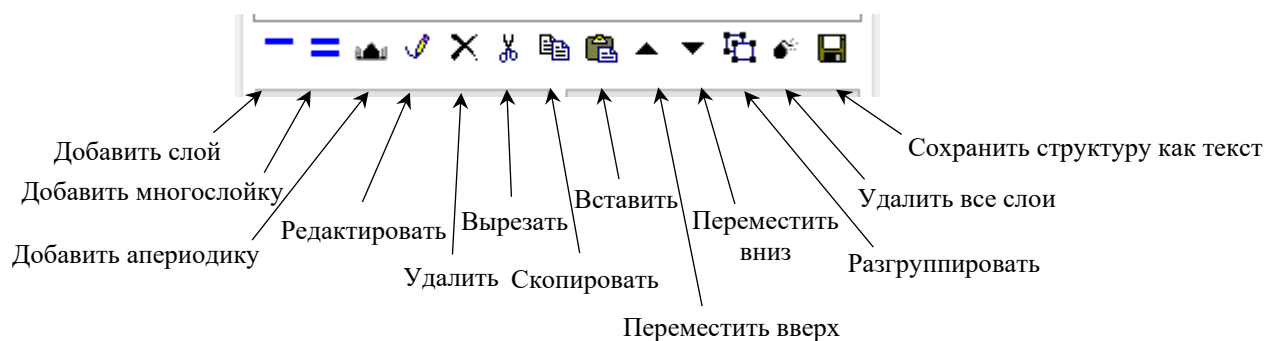 Добавить слой
Сохранить структуру как текст
Добавить многослойку
Вставить
Удалить все слои
Переместить
вниз
Редактировать
Вырезать
Добавить апериодику
Разгруппировать
Удалить
Скопировать
Переместить вверх